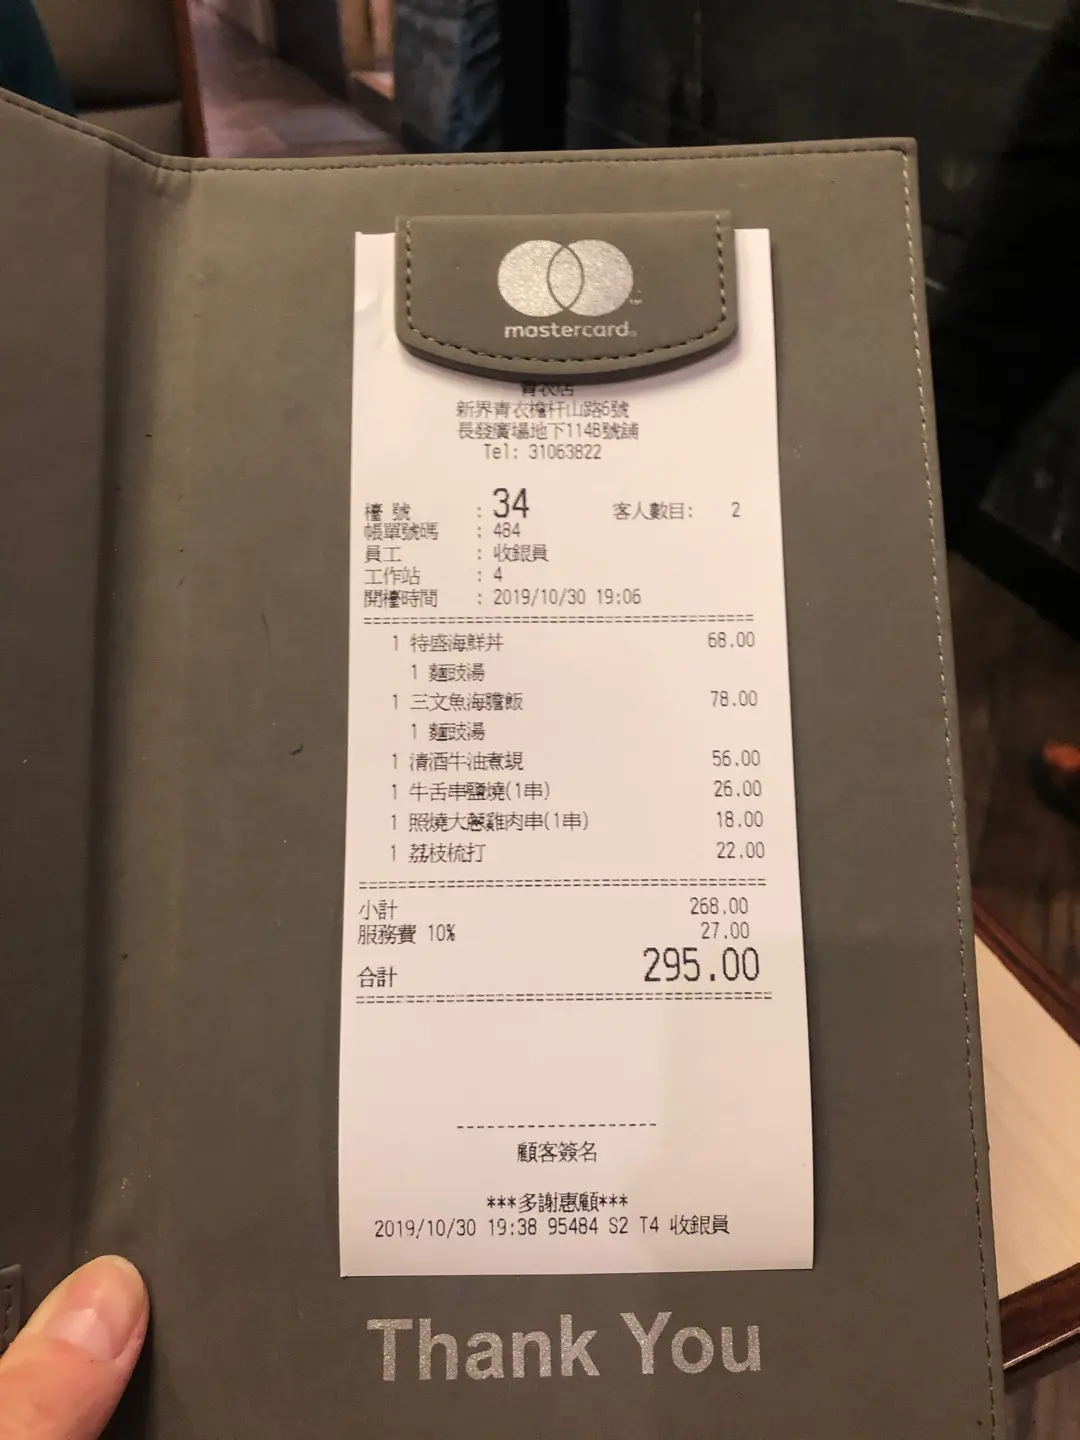 mastercard
青衣店
新界青衣檐杆山路6號
長發廣場地下114B號舖
Tel: 31063822
檯 號 : 34 客人數目: 2
帳單號碼 : 484
員工 : 收銀員
工作站 : 4
開檯時間 : 2019/10/30 19:06
1 特盛海鮮丼 68.00
1 麵豉湯
1 三文魚海膽飯 78.00
1 麵豉湯
1 清酒牛油煮蜆 56.00
1 牛舌串鹽燒(1串) 26.00
1 照燒大蔥雞肉串(1串) 18.00
1 荔枝梳打 22.00
小計 268.00
服務費 10% 27.00
合計 295.00
顧客簽名
***多謝惠顧***
2019/10/30 19:38 95484 S2 T4 收銀員
Thank You